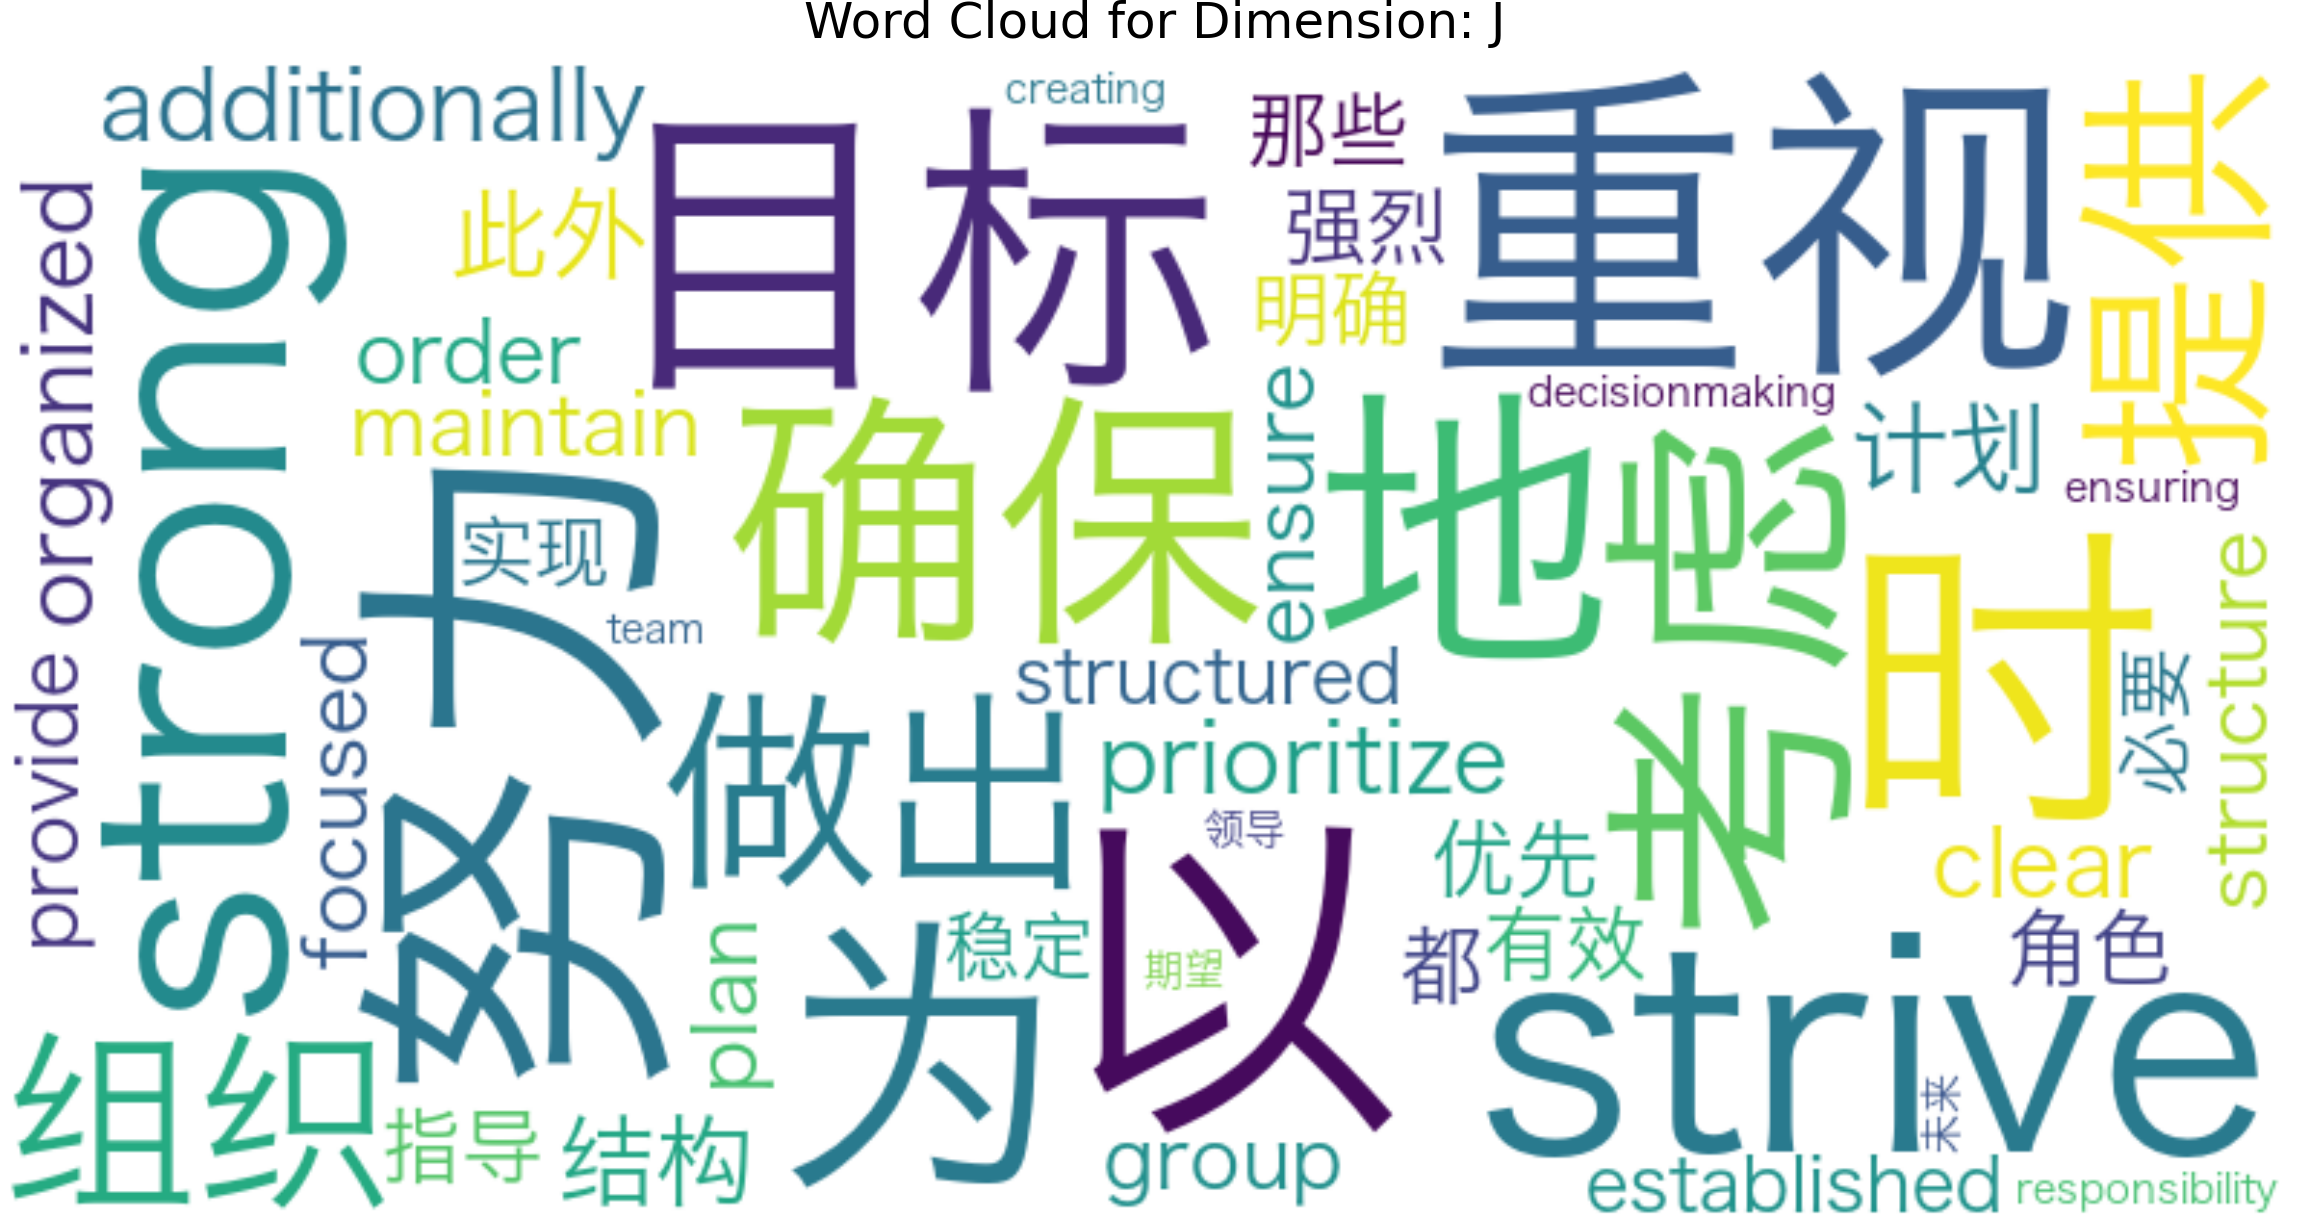 Word Cloud for Dimension: J
additionally
creating
那些
重视
提供
目标
强烈
此外
明确
organized
strong
order
maintain
decisionmaking
计划
ensuring
确保
ensure
地
考虑
时
努力
实现
team
structured
必要
structure
provide
focused
做出
prioritize
领导
优先
clear
以
为
稳定
期望
都
有效
角色
plan
strive
未来
组织
指导
结构
group
established
responsibility